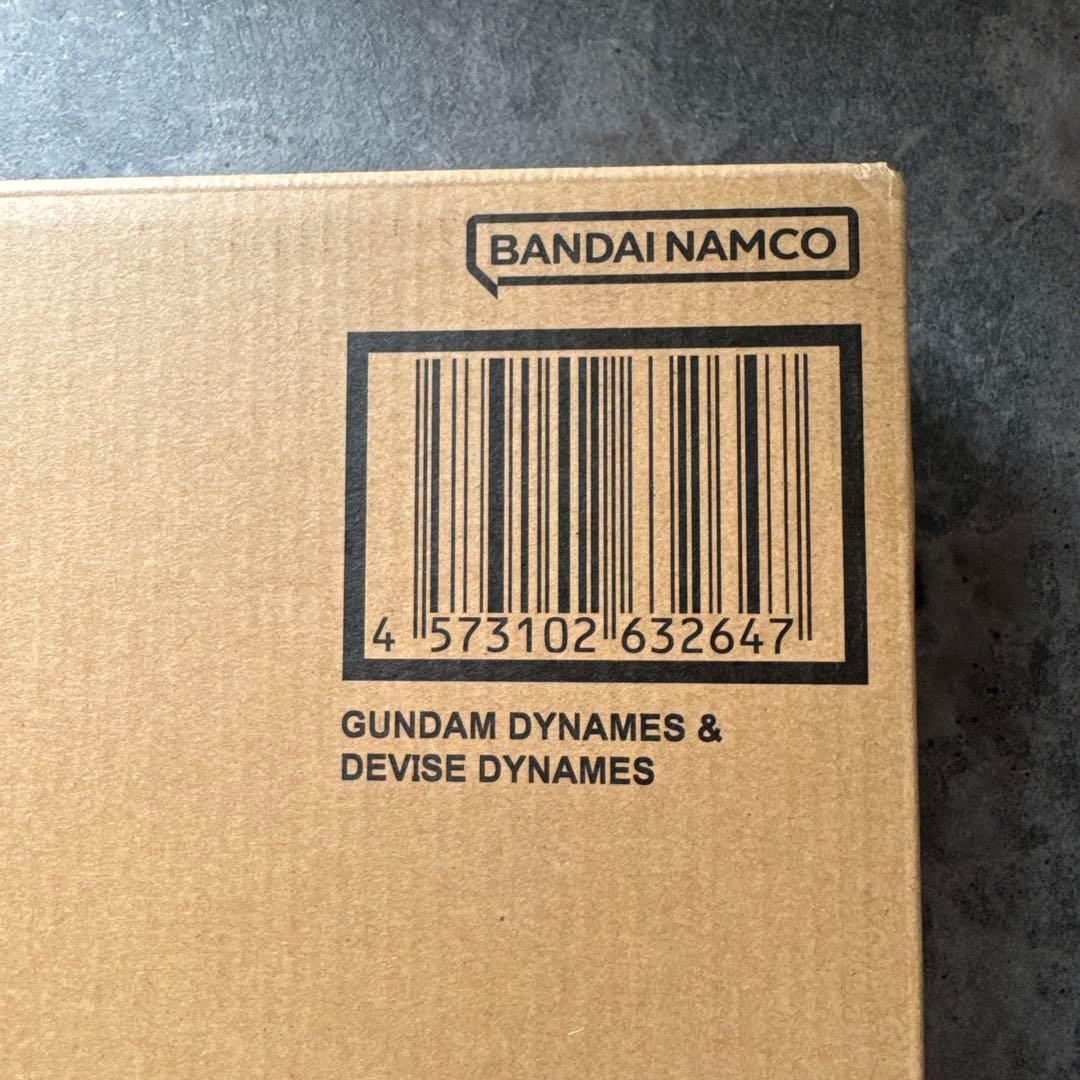 BANDAI NAMCO
4 573102 632647
GUNDAM DYNAMES &
DEVISE DYNAMES